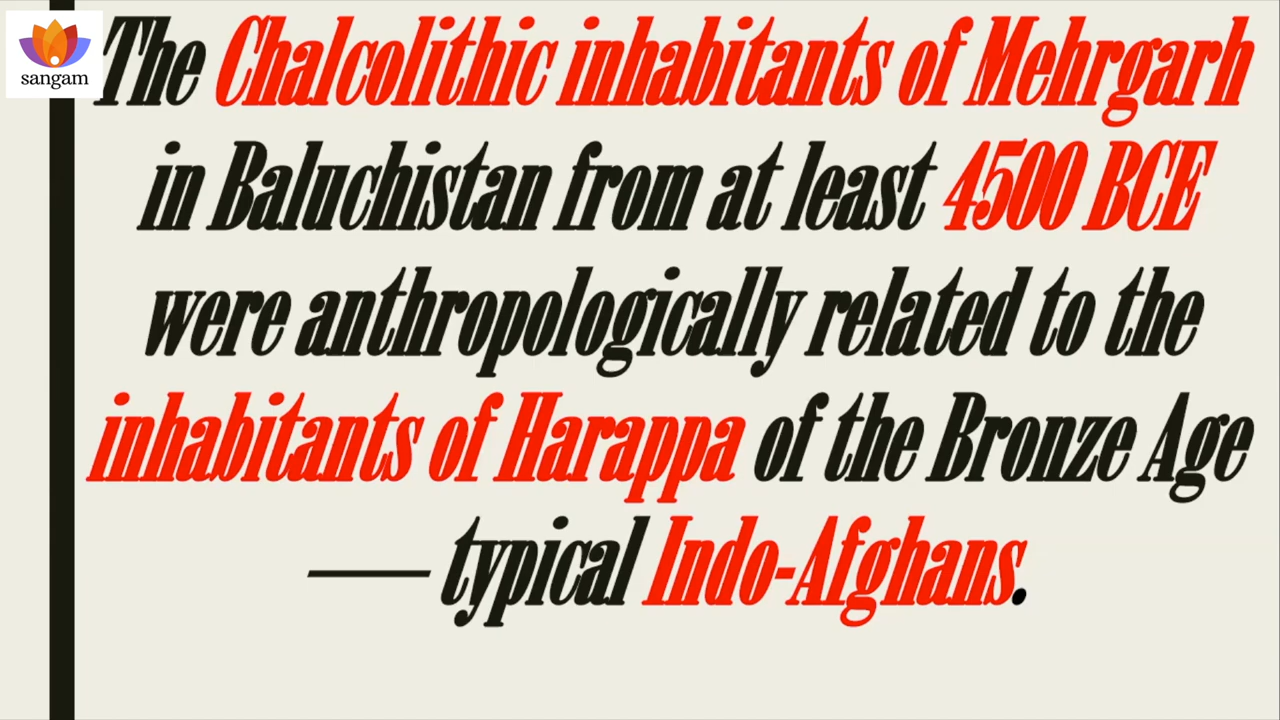 sangam
The Chalcolithic inhabitants of Mehrgarh
in Baluchistan from at least 4500 BCE
were anthropologically related to the
inhabitants of Harappa of the Bronze Age
— typical Indo-Afghans.